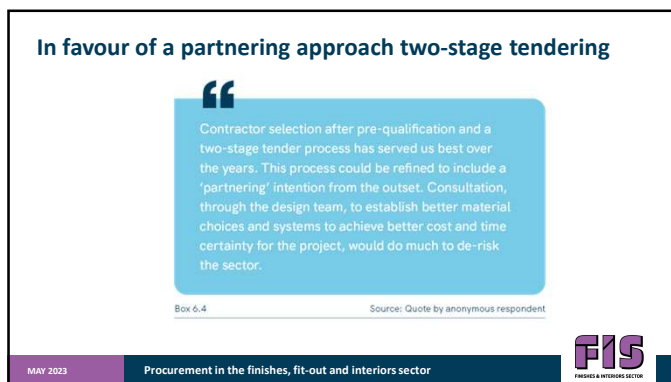 In favour of a partnering approach two-stage tendering
Contractor selection after pre-qualification and a
two-stage tender process has served us best over
the years. This process could be refined to include a
‘partnering’ intention from the outset. Consultation,
through the design team, to establish better material
choices and systems to achieve better cost and time
certainty for the project, would do much to de-risk
the sector.
Box 6.4
Source: Quote by anonymous respondent
MAY 2023
Procurement in the finishes, fit-out and interiors sector
FIS
FINISHES & INTERIORS SECTOR